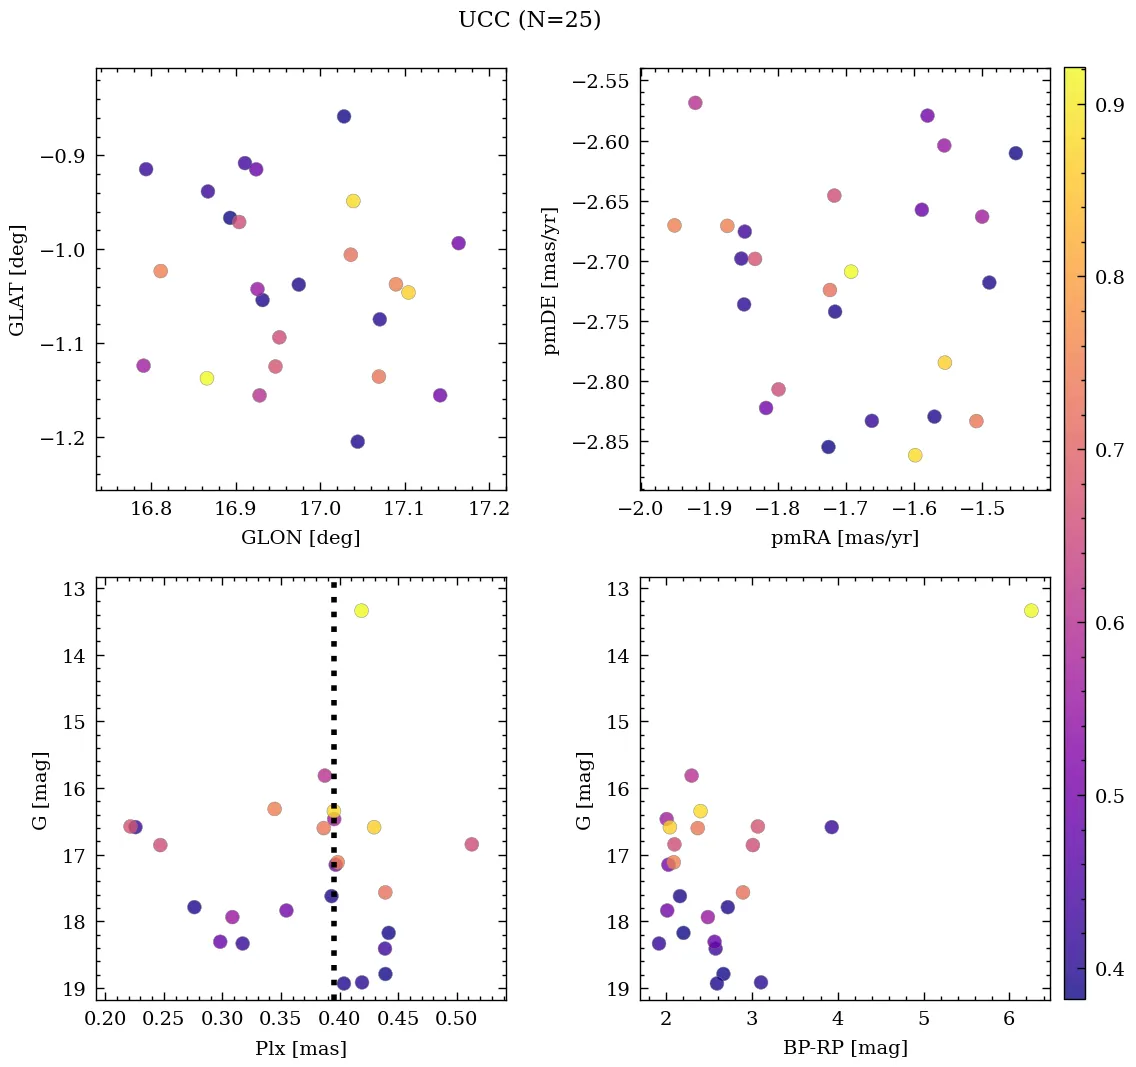 UCC (N=25)
−0.9
−1.0
−1.1
−1.2
GLAT [deg]
16.8 16.9 17.0 17.1 17.2
GLON [deg]
−2.55
−2.60
−2.65
−2.70
−2.75
−2.80
−2.85
pmDE [mas/yr]
−2.0 −1.9 −1.8 −1.7 −1.6 −1.5
pmRA [mas/yr]
0.9
0.8
0.7
0.6
0.5
0.4
13
14
15
16
17
18
19
G [mag]
0.20 0.25 0.30 0.35 0.40 0.45 0.50
Plx [mas]
13
14
15
16
17
18
19
G [mag]
2 3 4 5 6
BP-RP [mag]